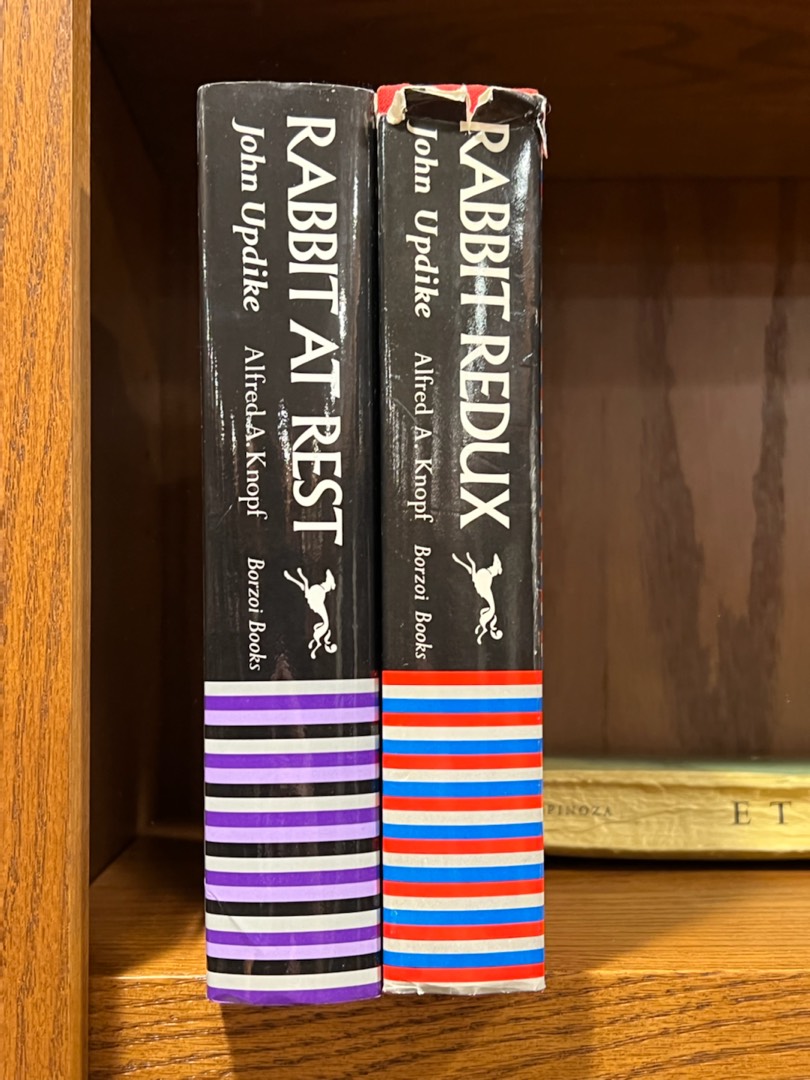 RABBIT AT REST
John Updike Alfred A. Knopf Borzoi Books
RABBIT REDUX
John Updike Alfred A. Knopf Borzoi Books
PINOZA ET